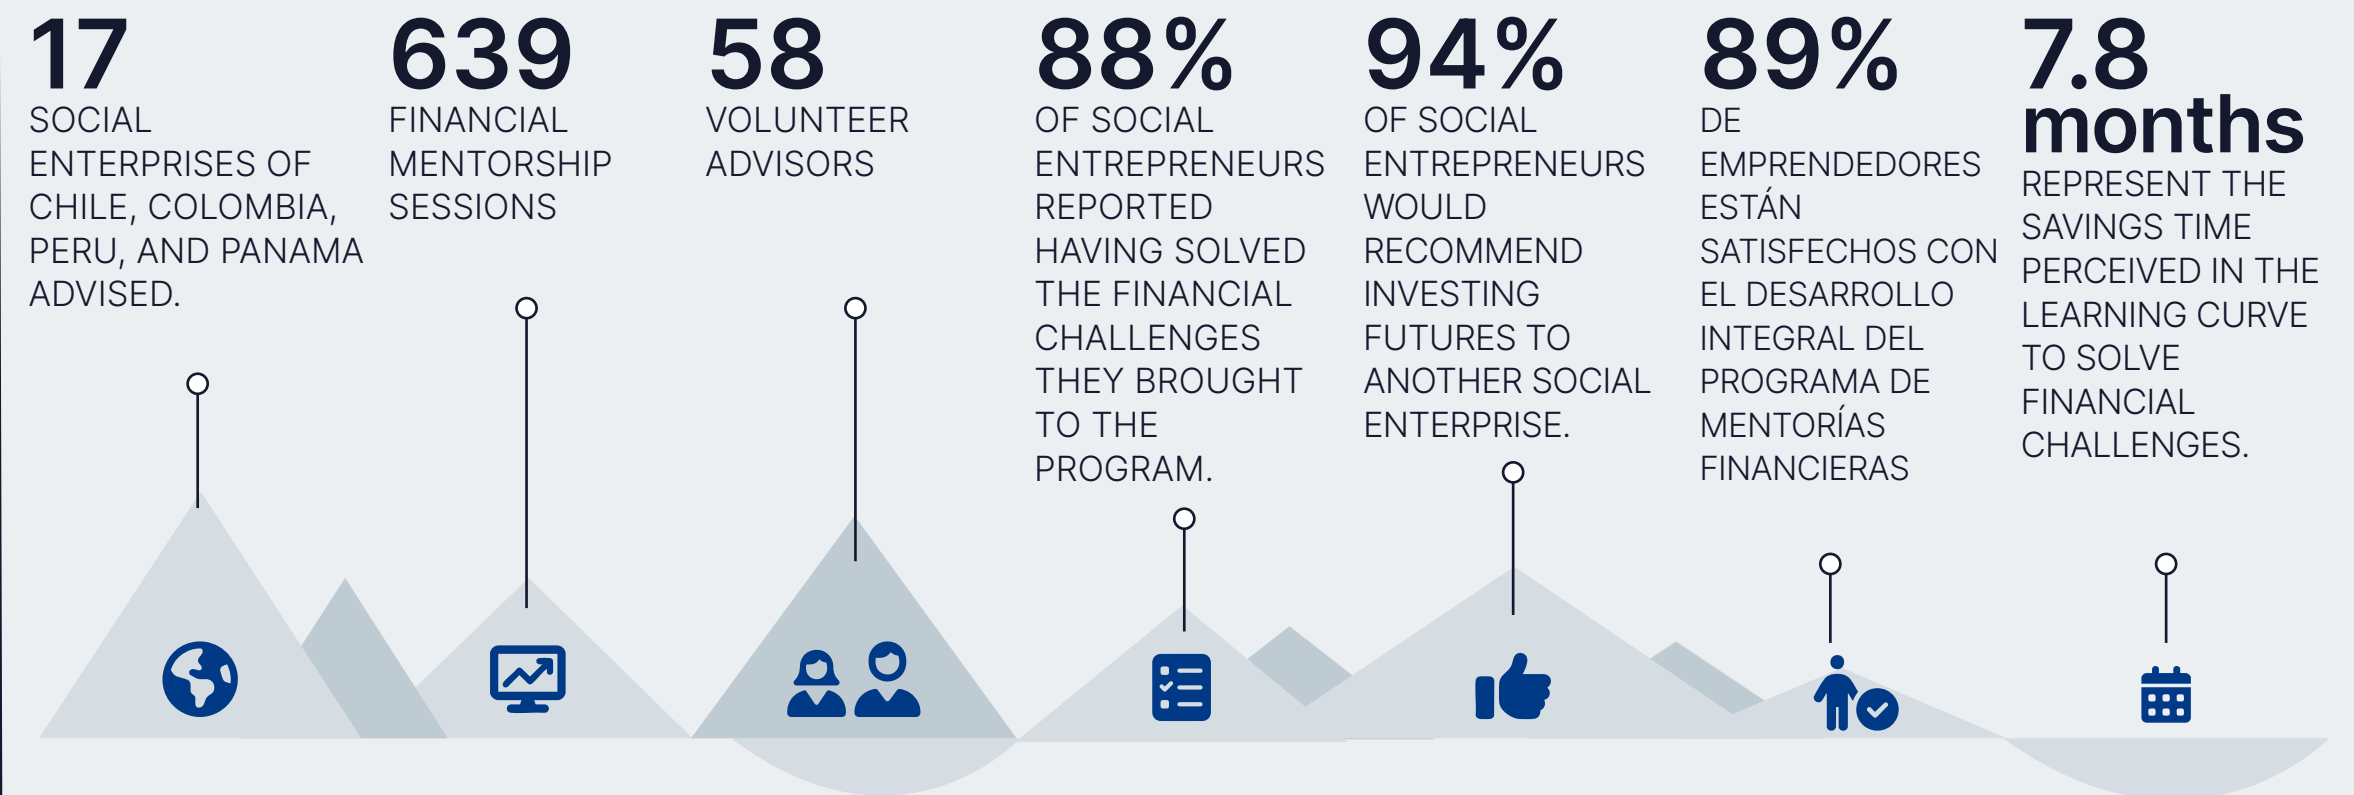 17
SOCIAL
ENTERPRISES OF
CHILE, COLOMBIA,
PERU, AND PANAMA
ADVISED.
639
FINANCIAL
MENTORSHIP
SESSIONS
58
VOLUNTEER
ADVISORS
88%
OF SOCIAL
ENTREPRENEURS
REPORTED
HAVING SOLVED
THE FINANCIAL
CHALLENGES
THEY BROUGHT
TO THE
PROGRAM.
94%
OF SOCIAL
ENTREPRENEURS
WOULD
RECOMMEND
INVESTING
FUTURES TO
ANOTHER SOCIAL
ENTERPRISE.
89%
DE
EMPRENDEDORES
ESTÁN
SATISFECHOS CON
EL DESARROLLO
INTEGRAL DEL
PROGRAMA DE
MENTORÍAS
FINANCIERAS
7.8
months
REPRESENT THE
SAVINGS TIME
PERCEIVED IN THE
LEARNING CURVE
TO SOLVE
FINANCIAL
CHALLENGES.